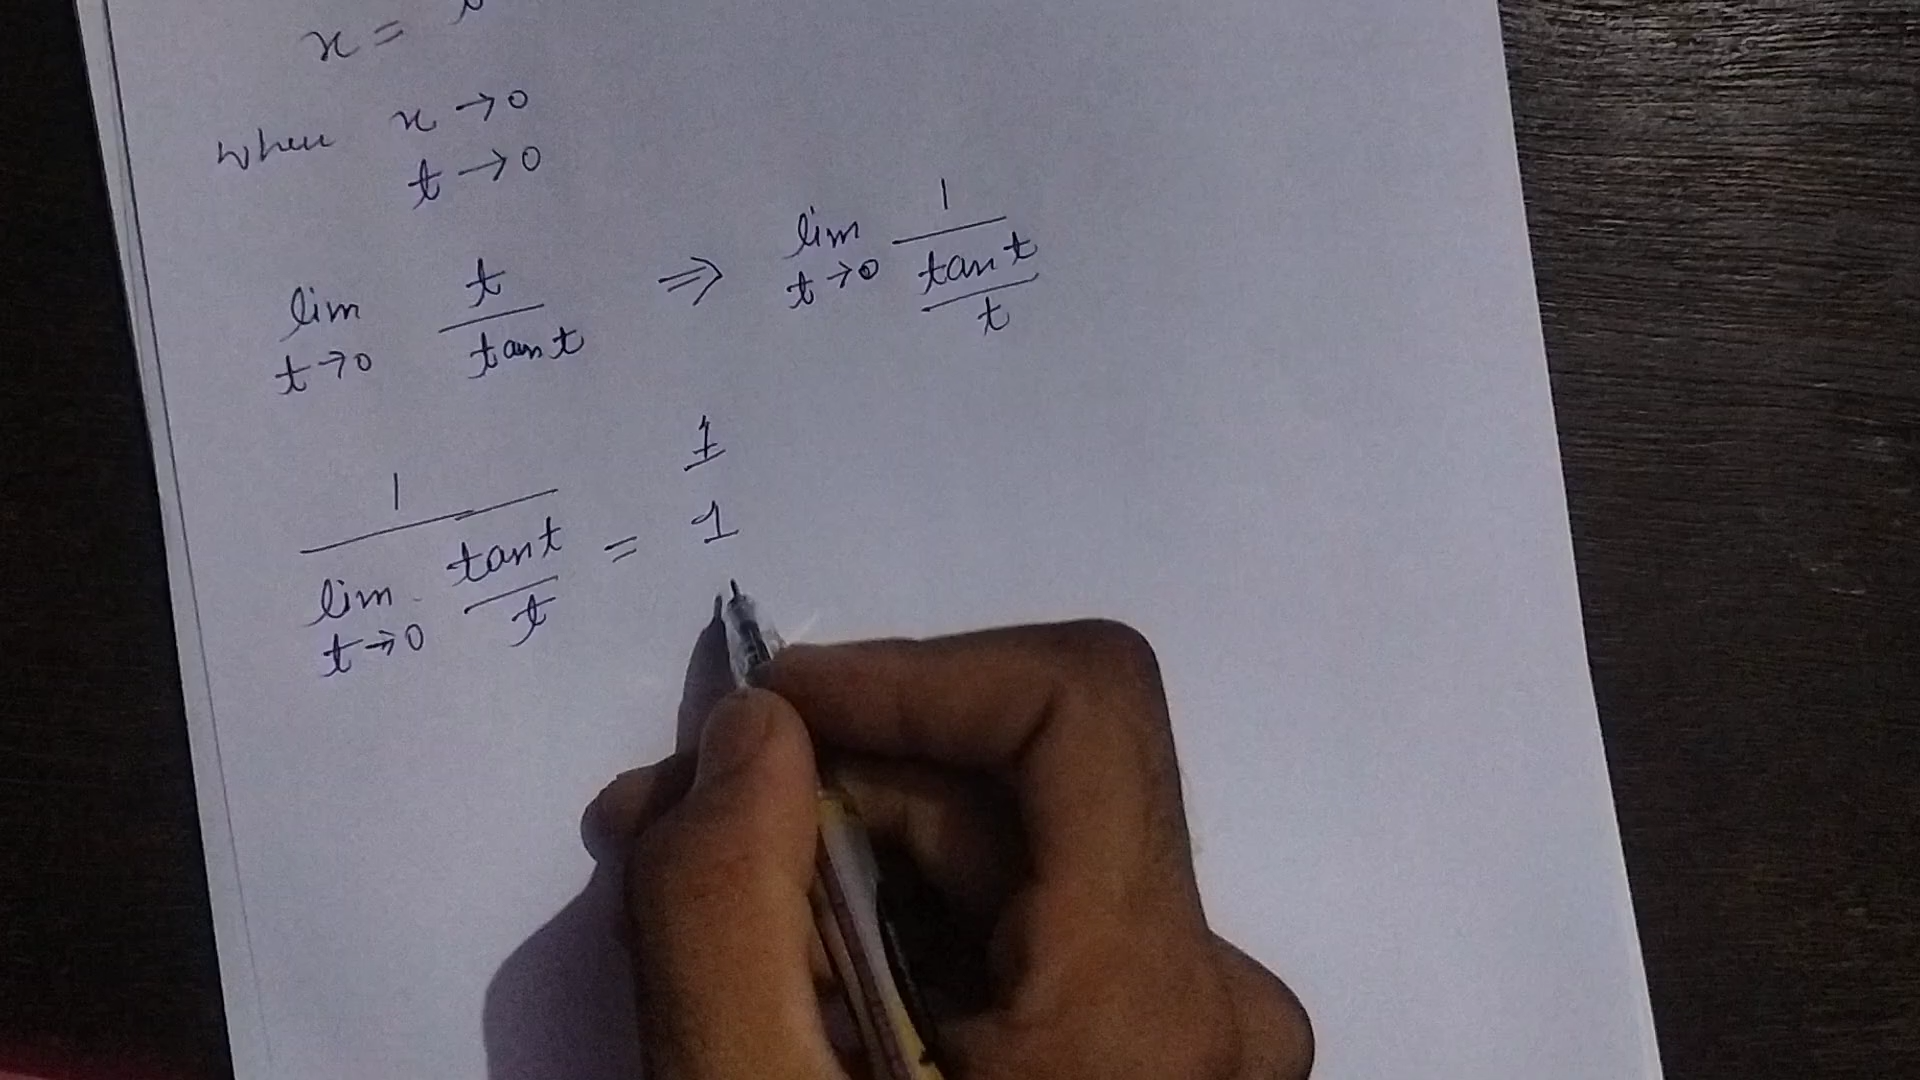 x =
when x → 0
t → 0
lim t→0 t/tan t ⇒ lim t→0 1/(tan t/t)
1/(lim t→0 tan t/t) = 1/1